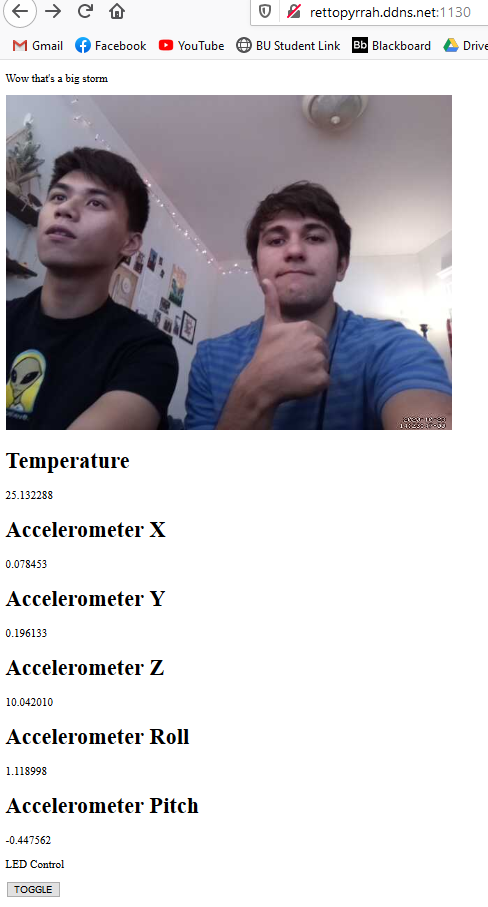 rettopyrrah.ddns.net:1130
Gmail Facebook YouTube BU Student Link Bb Blackboard Drive
Wow that's a big storm
Temperature
25.132288
Accelerometer X
0.078453
Accelerometer Y
0.196133
Accelerometer Z
10.042010
Accelerometer Roll
1.118998
Accelerometer Pitch
-0.447562
LED Control
TOGGLE